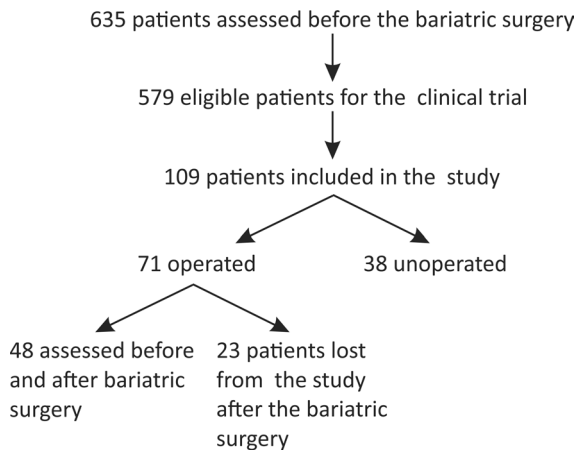 635 patients assessed before the bariatric surgery
579 eligible patients for the clinical trial
109 patients included in the study
71 operated
38 unoperated
48 assessed before
and after bariatric
surgery
23 patients lost
from the study
after the bariatric
surgery